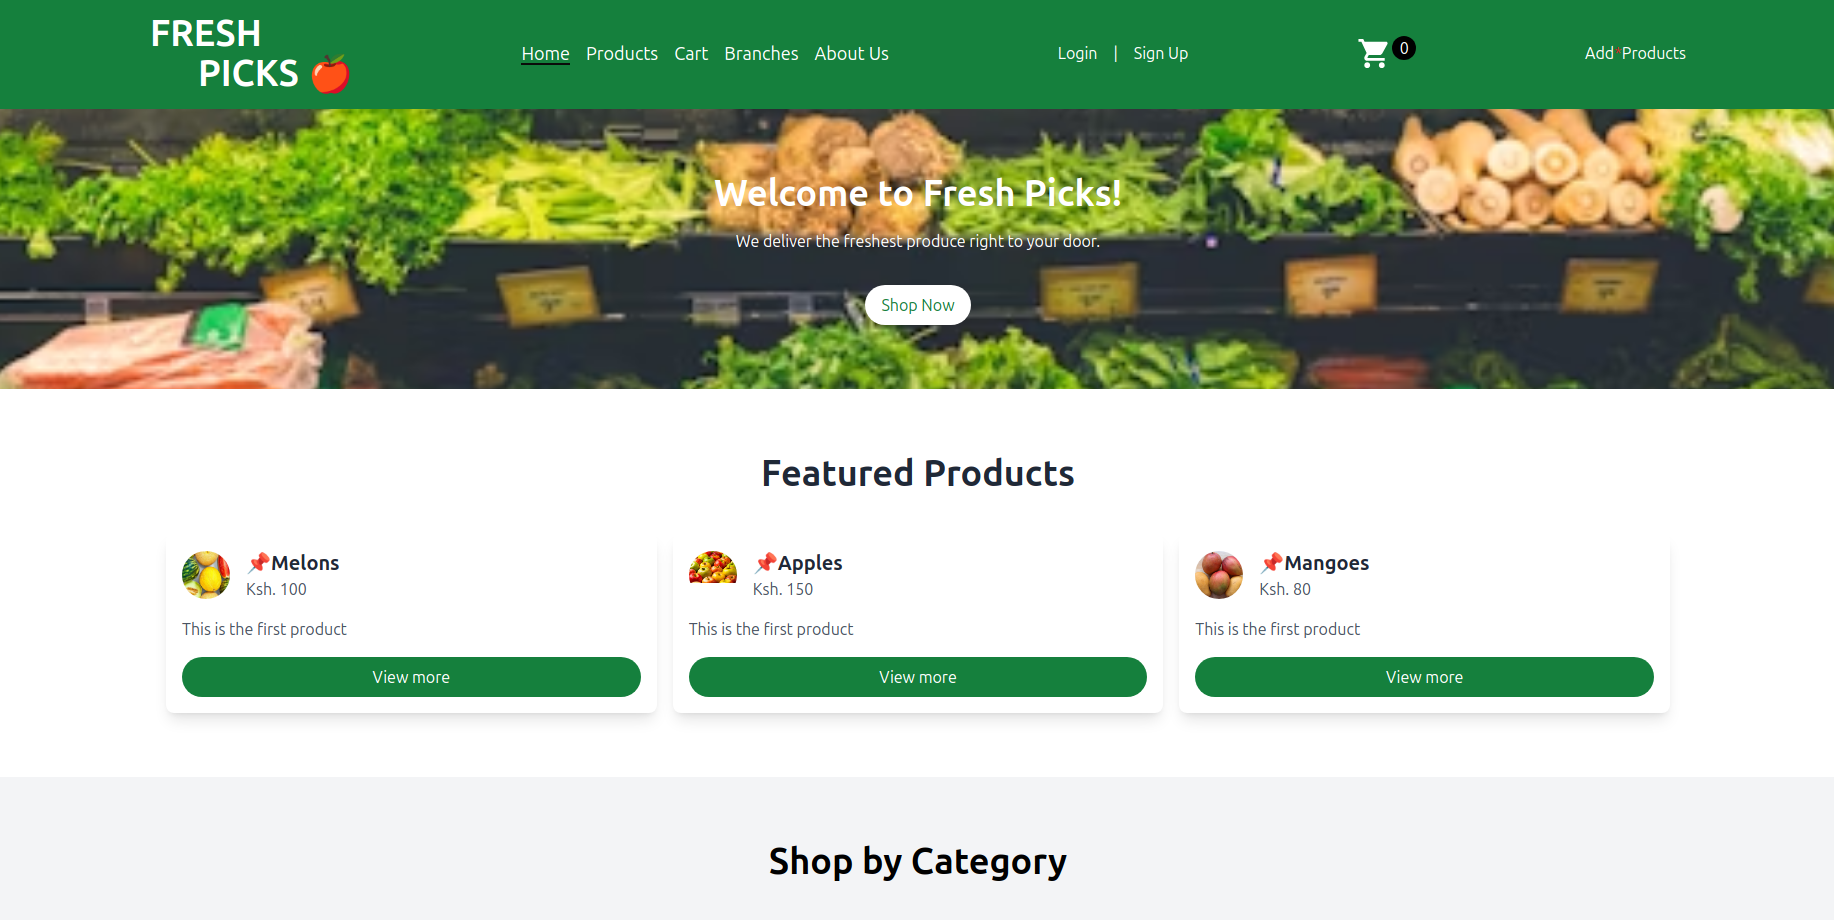 FRESH
PICKS
Home Products Cart Branches About Us
Login | Sign Up
0
Add*Products
Welcome to Fresh Picks!
We deliver the freshest produce right to your door.
Shop Now
Featured Products
Melons
Ksh. 100
This is the first product
View more
Apples
Ksh. 150
This is the first product
View more
Mangoes
Ksh. 80
This is the first product
View more
Shop by Category